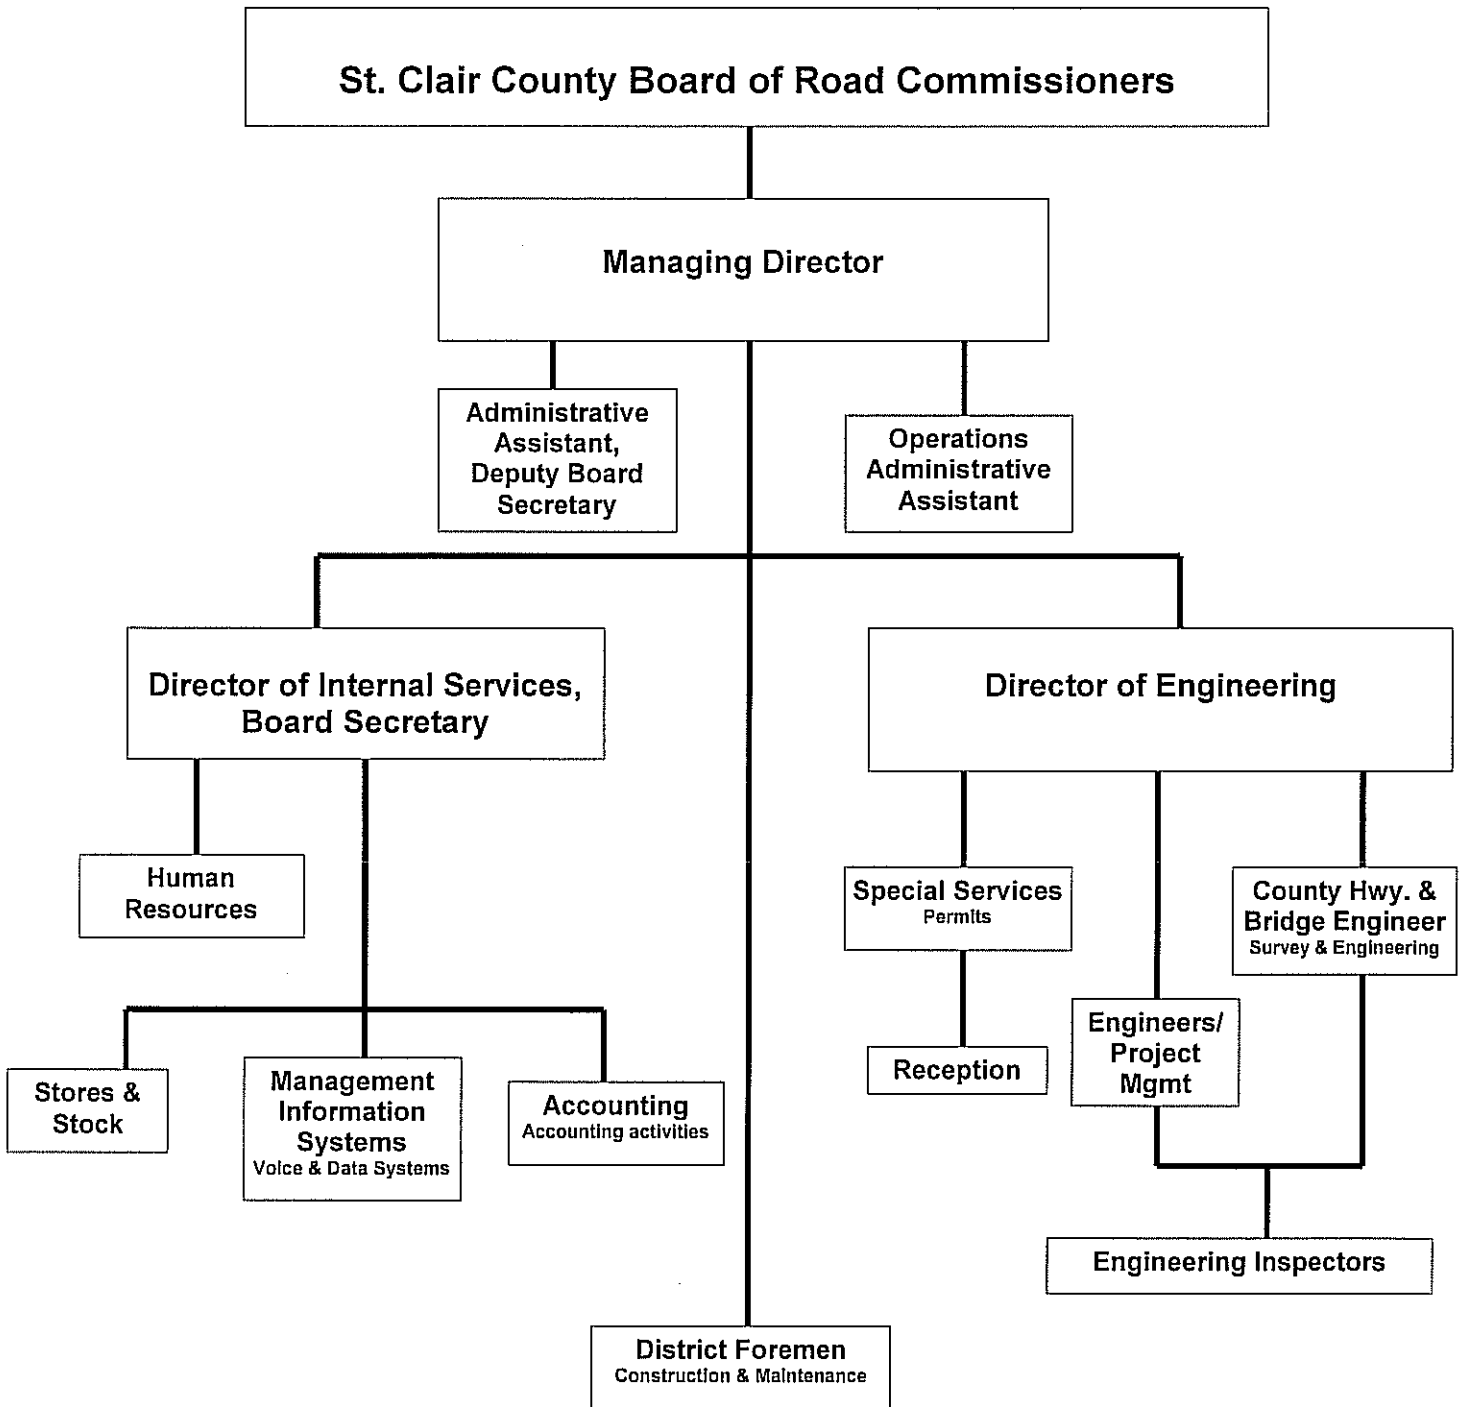 St. Clair County Board of Road Commissioners
Managing Director
Administrative
Assistant,
Deputy Board
Secretary
Operations
Administrative
Assistant
Director of Internal Services,
Board Secretary
Director of Engineering
Human
Resources
Special Services
Permits
County Hwy. &
Bridge Engineer
Survey & Engineering
Engineers/
Project
Mgmt
Reception
Stores &
Stock
Management
Information
Systems
Voice & Data Systems
Accounting
Accounting activities
Engineering Inspectors
District Foremen
Construction & Maintenance